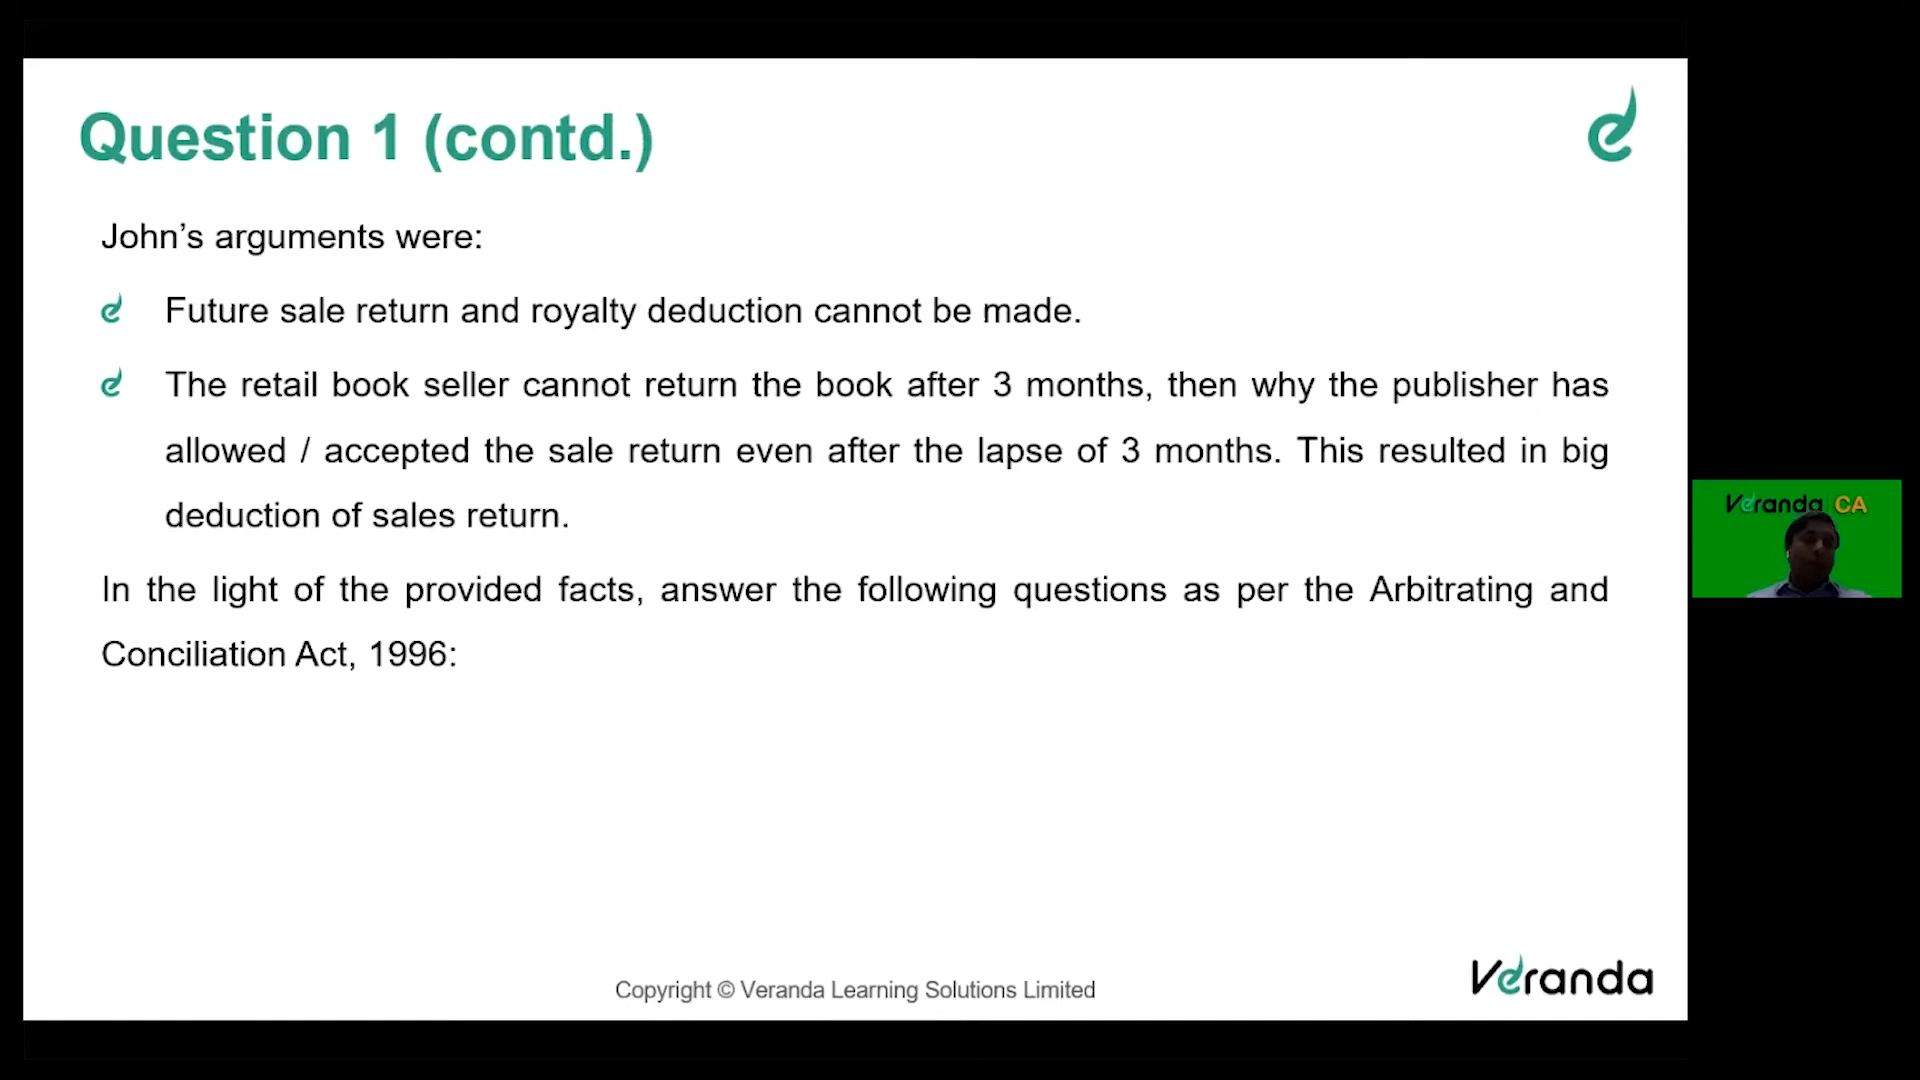 Question 1 (contd.)
John’s arguments were:
Future sale return and royalty deduction cannot be made.
The retail book seller cannot return the book after 3 months, then why the publisher has
allowed / accepted the sale return even after the lapse of 3 months. This resulted in big
deduction of sales return.
In the light of the provided facts, answer the following questions as per the Arbitrating and
Conciliation Act, 1996:
Veranda CA
Copyright © Veranda Learning Solutions Limited
Veranda